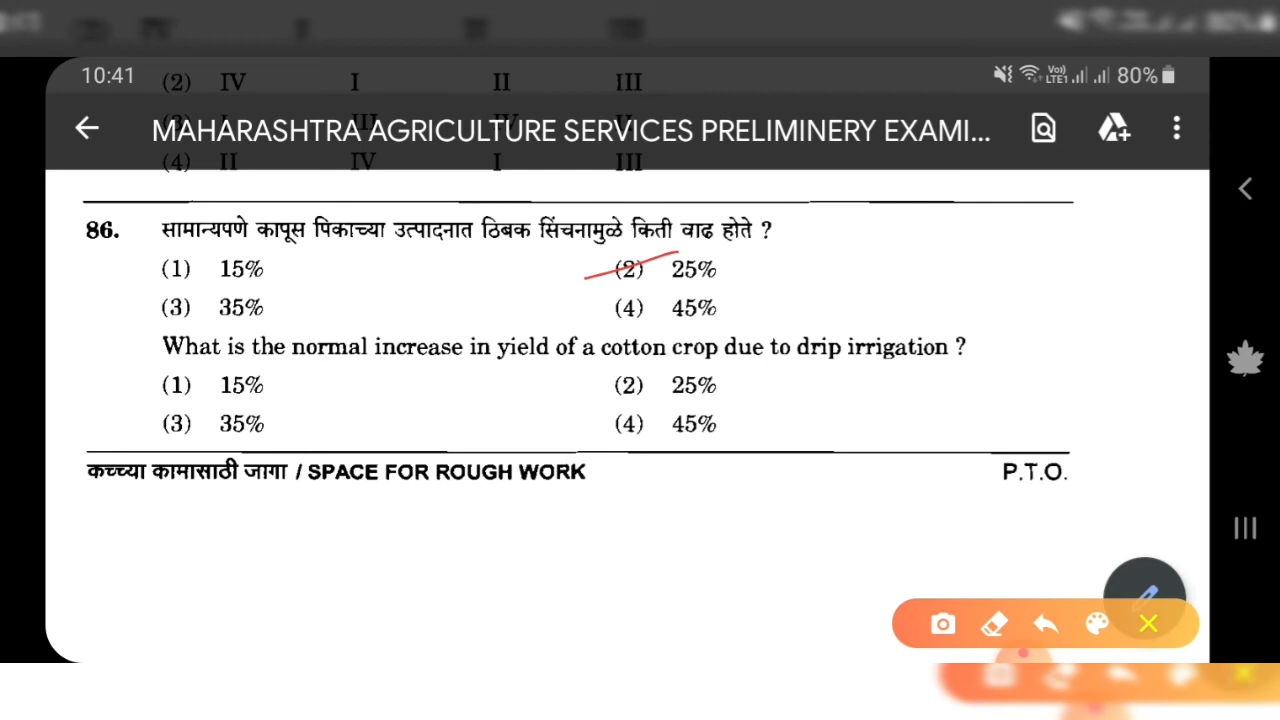 (2) IV I II III
10:41 80%
MAHARASHTRA AGRICULTURE SERVICES PRELIMINERY EXAMI...
(4) II IV I III
86. सामान्यपणे कापूस पिकाच्या उत्पादनात ठिबक सिंचनामुळे किती वाढ होते ?
(1) 15% (2) 25%
(3) 35% (4) 45%
What is the normal increase in yield of a cotton crop due to drip irrigation ?
(1) 15% (2) 25%
(3) 35% (4) 45%
कच्च्या कामासाठी जागा / SPACE FOR ROUGH WORK P.T.O.